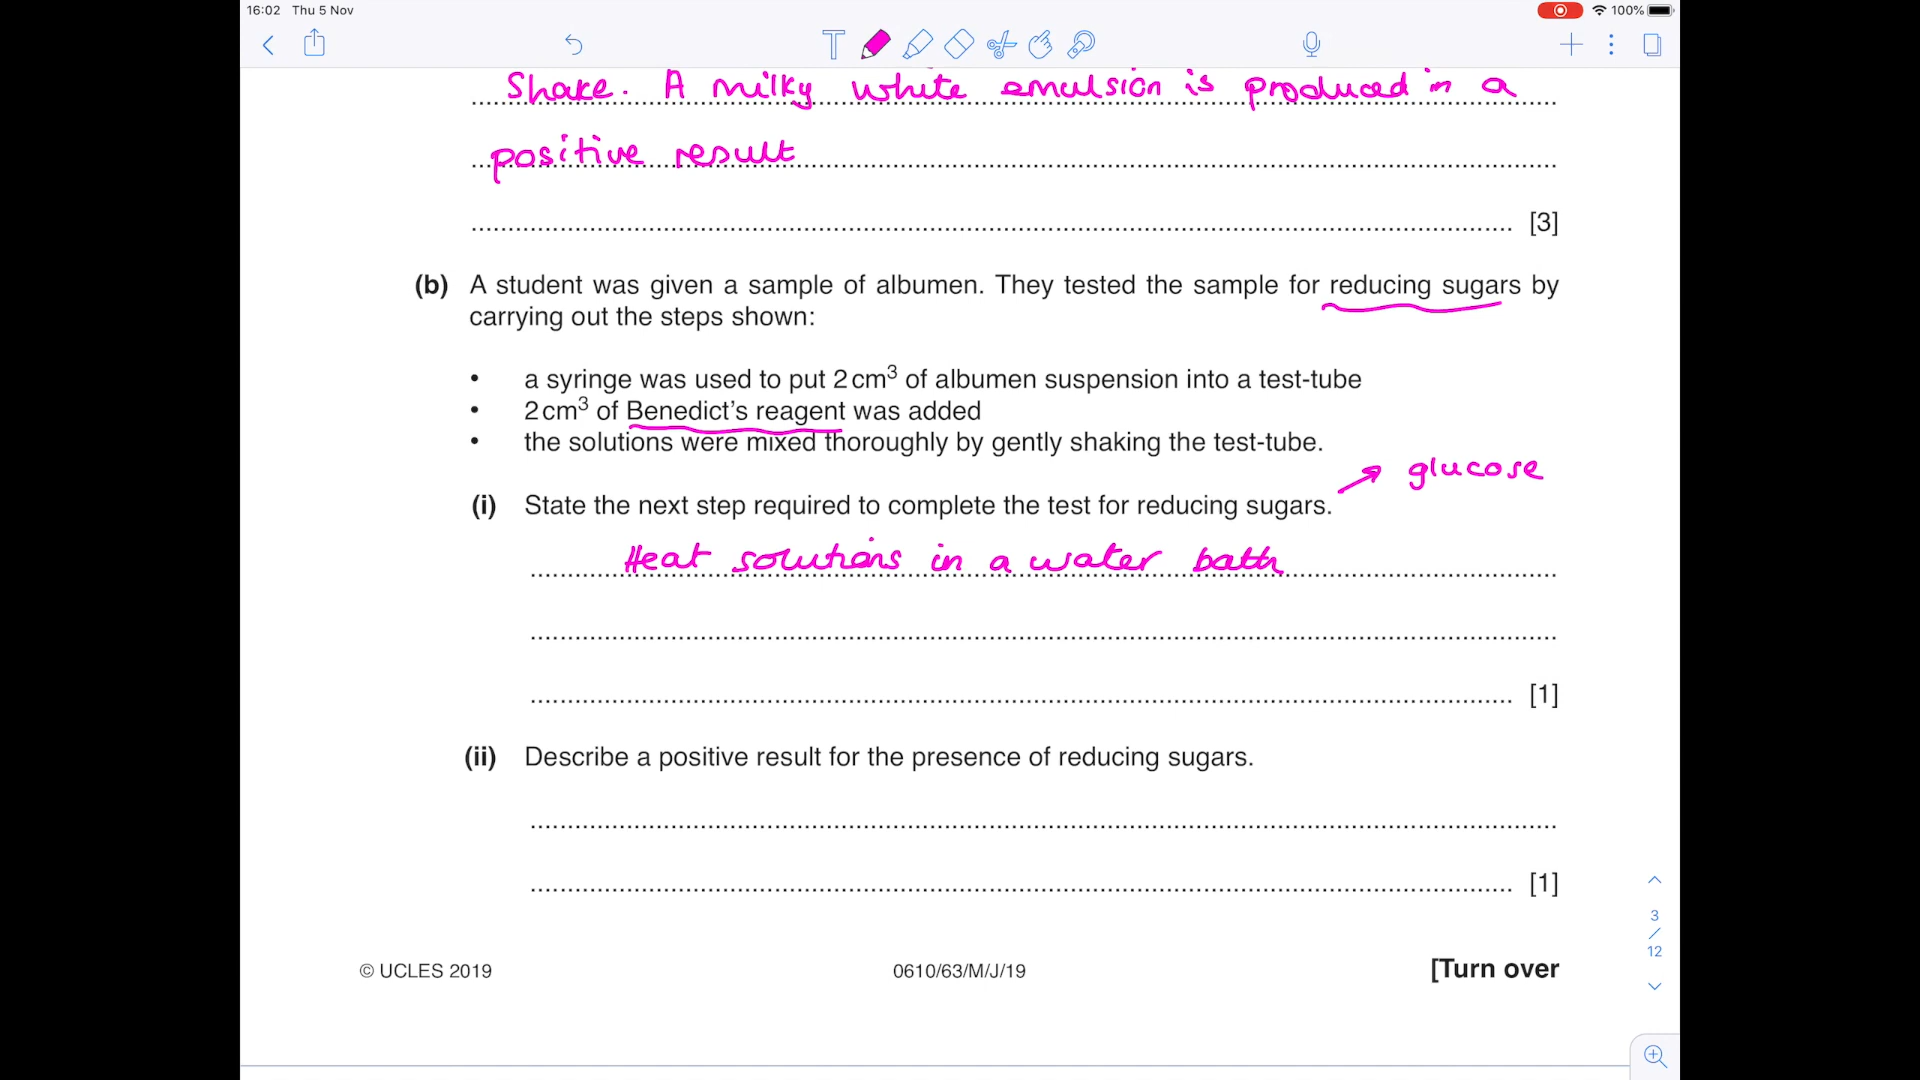 16:02 Thu 5 Nov
100%
T
Shake. A milky white emulsion is produced in a
positive result
[3]
(b) A student was given a sample of albumen. They tested the sample for reducing sugars by
carrying out the steps shown:
• a syringe was used to put 2 cm³ of albumen suspension into a test-tube
• 2 cm³ of Benedict's reagent was added
• the solutions were mixed thoroughly by gently shaking the test-tube.
glucose
(i) State the next step required to complete the test for reducing sugars.
Heat solutions in a water bath
[1]
(ii) Describe a positive result for the presence of reducing sugars.
[1]
3
/
12
© UCLES 2019 0610/63/M/J/19 [Turn over